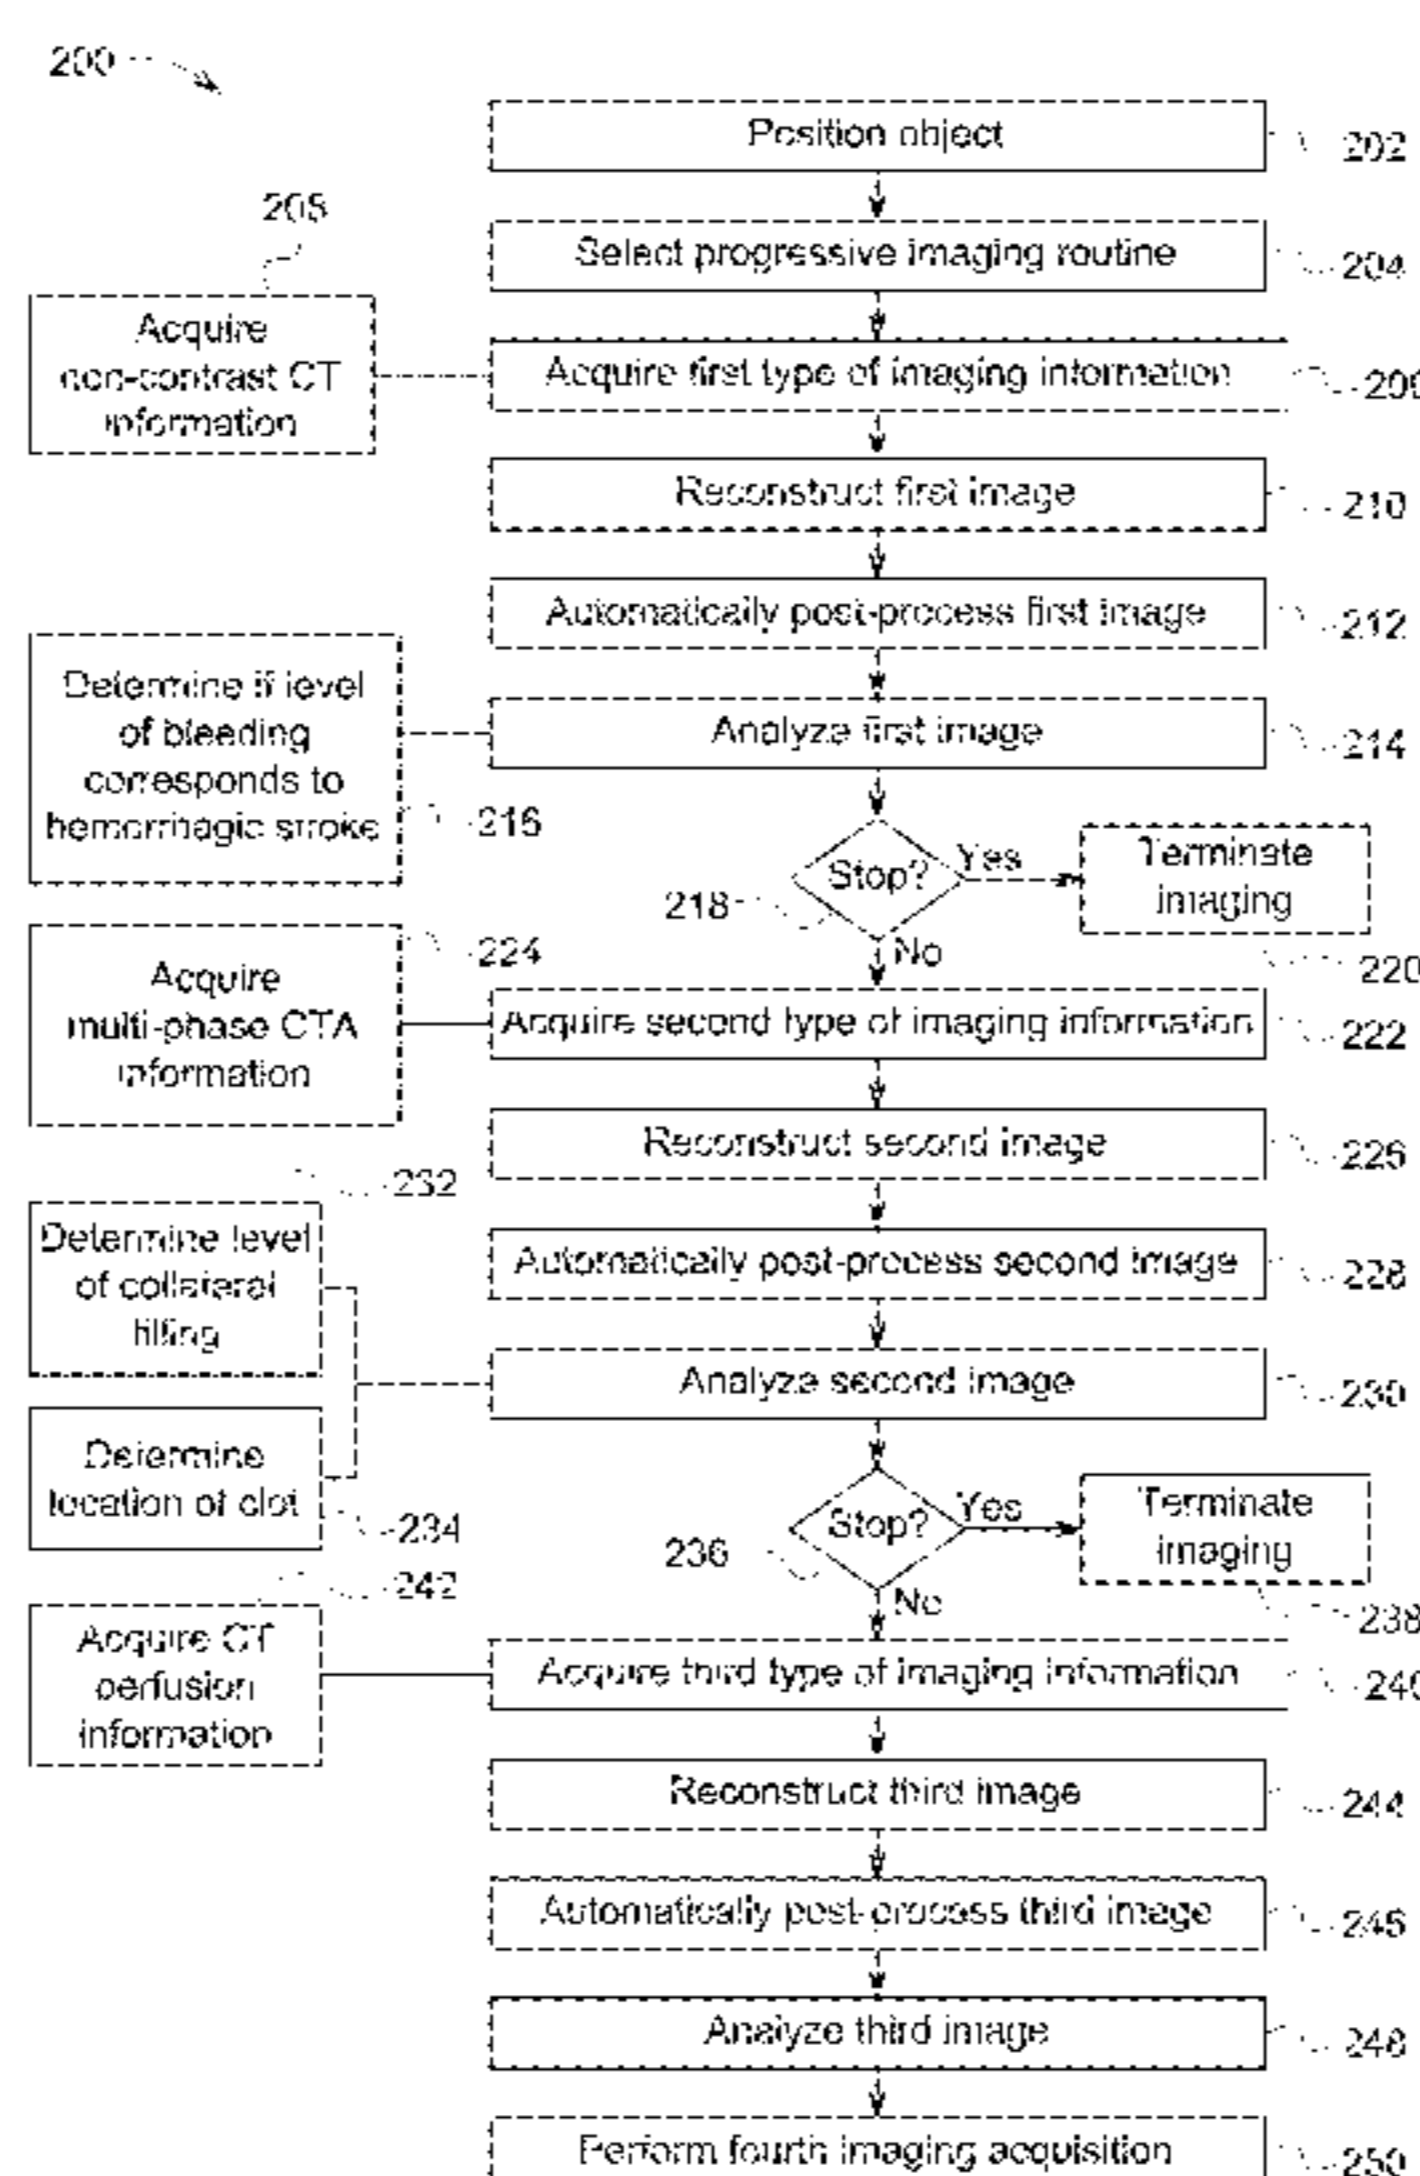 200
Position object
202
Select progressive imaging routine
204
208
Acquire
non-contrast CT
information
Acquire first type of imaging information
Reconstruct first image
210
Automatically post-process first image
212
Determine if level
of bleeding
corresponds to
hemorrhagic stroke
216
Analyze first image
214
Stop?
Yes
218
No
Terminate
imaging
220
Acquire
multi-phase CTA
information
224
Acquire second type of imaging information
222
Reconstruct second image
226
232
Automatically post-process second image
228
Determine level
of collateral
filling
Analyze second image
230
Determine
location of clot
234
Stop?
Yes
236
No
Terminate
imaging
238
242
Acquire CT
perfusion
information
Acquire third type of imaging information
240
Reconstruct third image
244
Automatically post-process third image
246
Analyze third image
248
Perform fourth imaging acquisition
250